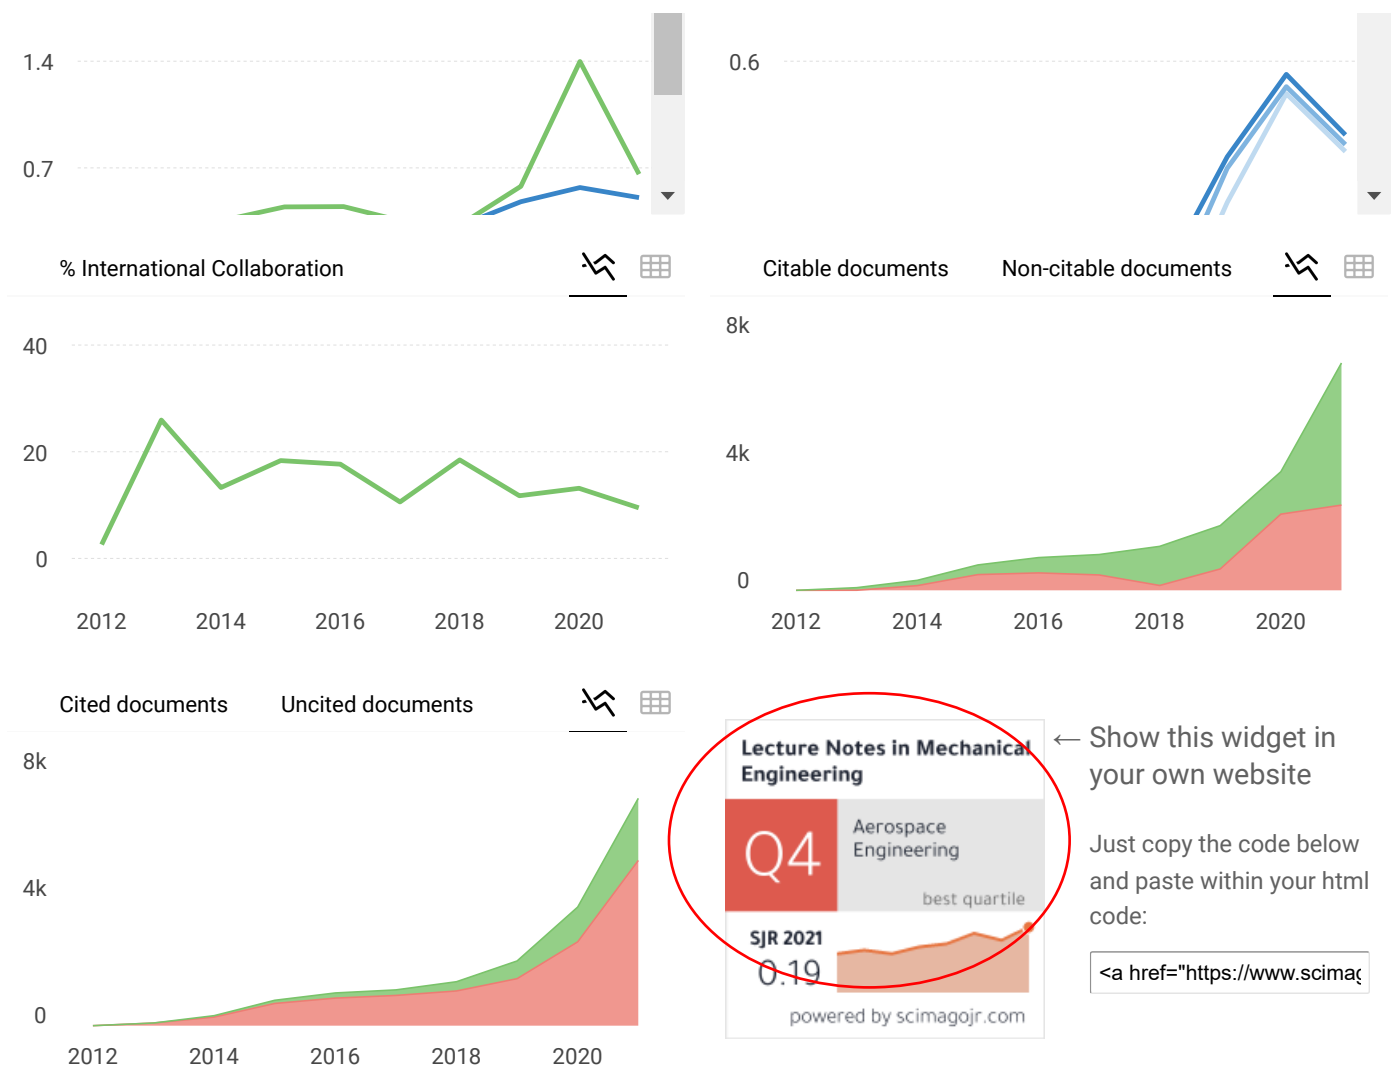 1.4
0.7
0.6
% International Collaboration
40
20
0
2012 2014 2016 2018 2020
Citable documents Non-citable documents
8k
4k
0
2012 2014 2016 2018 2020
Cited documents Uncited documents
8k
4k
0
2012 2014 2016 2018 2020
Lecture Notes in Mechanical
Engineering
Q4
Aerospace
Engineering
best quartile
SJR 2021
0.19
powered by scimagojr.com
← Show this widget in
your own website
Just copy the code below
and paste within your html
code:
<a href="https://www.scimag